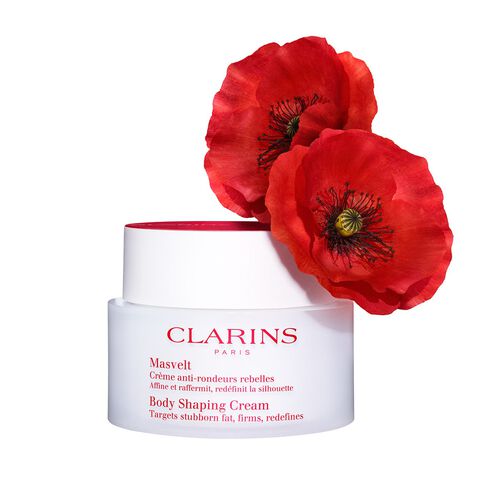 CLARINS
PARIS
Masvelt
Crème anti-rondeurs rebelles
Affine et raffermit, redéfinit la silhouette
Body Shaping Cream
Targets stubborn fat, firms, redefines